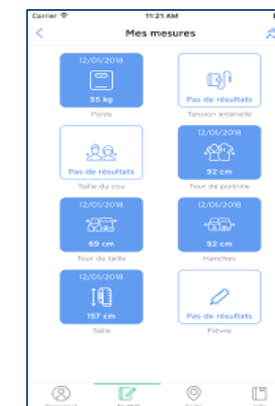 Carrier 11:21 AM
Mes mesures
12/01/2018
55 kg
Poids
Pas de résultats
Tension artérielle
Pas de résultats
Taille du cou
12/01/2018
92 cm
Tour de poitrine
12/01/2018
69 cm
Tour de taille
12/01/2018
92 cm
Hanches
12/01/2018
157 cm
Taille
Pas de résultats
Fièvre